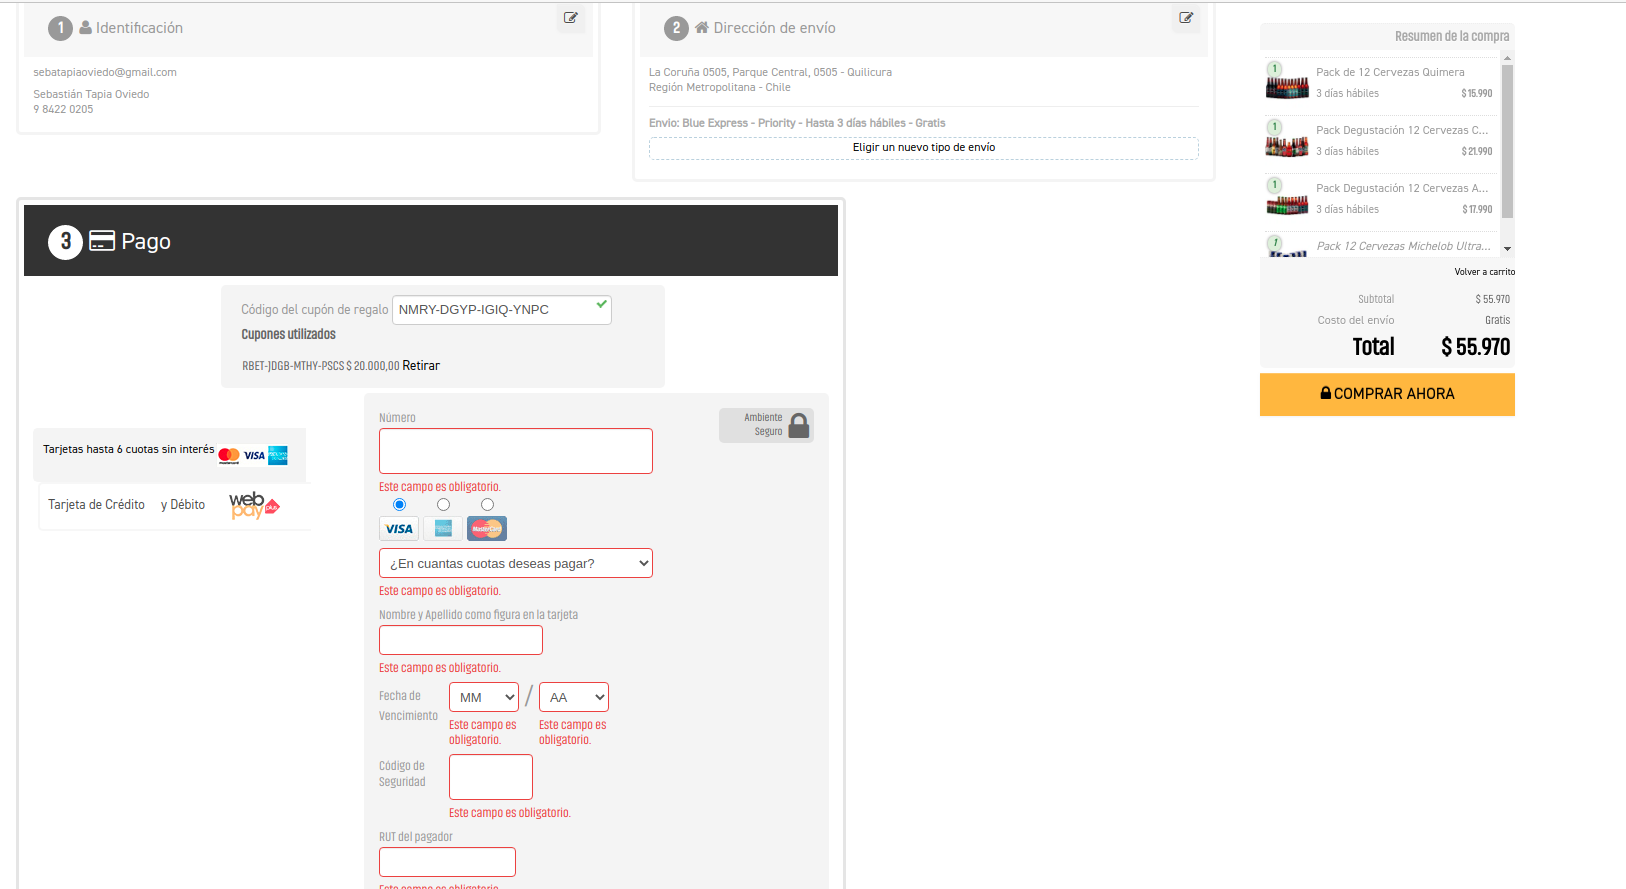 1 Identificación
sebatapiaoviedo@gmail.com
Sebastián Tapia Oviedo
9 8422 0205
2 Dirección de envío
La Coruña 0505, Parque Central, 0505 - Quilicura
Región Metropolitana - Chile
Envio: Blue Express - Priority - Hasta 3 días hábiles - Gratis
Eligir un nuevo tipo de envío
3 Pago
Código del cupón de regalo NMRY-DGYP-IGIQ-YNPC
Cupones utilizados
RBET-JDGB-MTHY-PSCS $ 20.000,00 Retirar
Tarjetas hasta 6 cuotas sin interés VISA
Tarjeta de Crédito y Débito web pay plus
Número
Ambiente
Seguro
Este campo es obligatorio.
VISA MasterCard
¿En cuantas cuotas deseas pagar?
Este campo es obligatorio.
Nombre y Apellido como figura en la tarjeta
Este campo es obligatorio.
Fecha de
Vencimiento
MM / AA
Este campo es
obligatorio.
Este campo es
obligatorio.
Código de
Seguridad
Este campo es obligatorio.
RUT del pagador
Este campo es obligatorio.
Resumen de la compra
1 Pack de 12 Cervezas Quimera
3 días hábiles $ 15.990
1 Pack Degustación 12 Cervezas C...
3 días hábiles $ 21.990
1 Pack Degustación 12 Cervezas A...
3 días hábiles $ 17.990
1 Pack 12 Cervezas Michelob Ultra...
Volver a carrito
Subtotal $ 55.970
Costo del envío Gratis
Total $ 55.970
COMPRAR AHORA